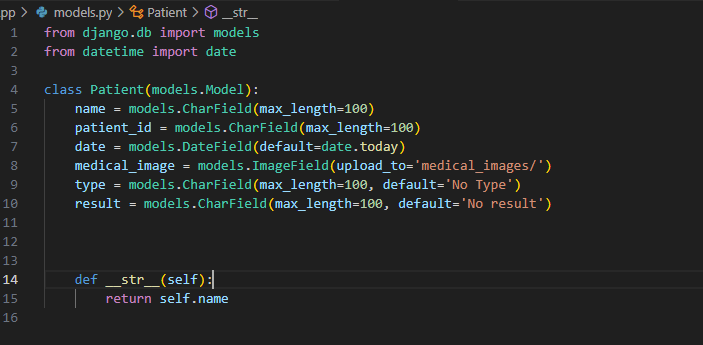 pp > models.py > Patient > __str__
1 from django.db import models
2 from datetime import date
3
4 class Patient(models.Model):
5     name = models.CharField(max_length=100)
6     patient_id = models.CharField(max_length=100)
7     date = models.DateField(default=date.today)
8     medical_image = models.ImageField(upload_to='medical_images/')
9     type = models.CharField(max_length=100, default='No Type')
10     result = models.CharField(max_length=100, default='No result')
11
12
13
14     def __str__(self):
15         return self.name
16